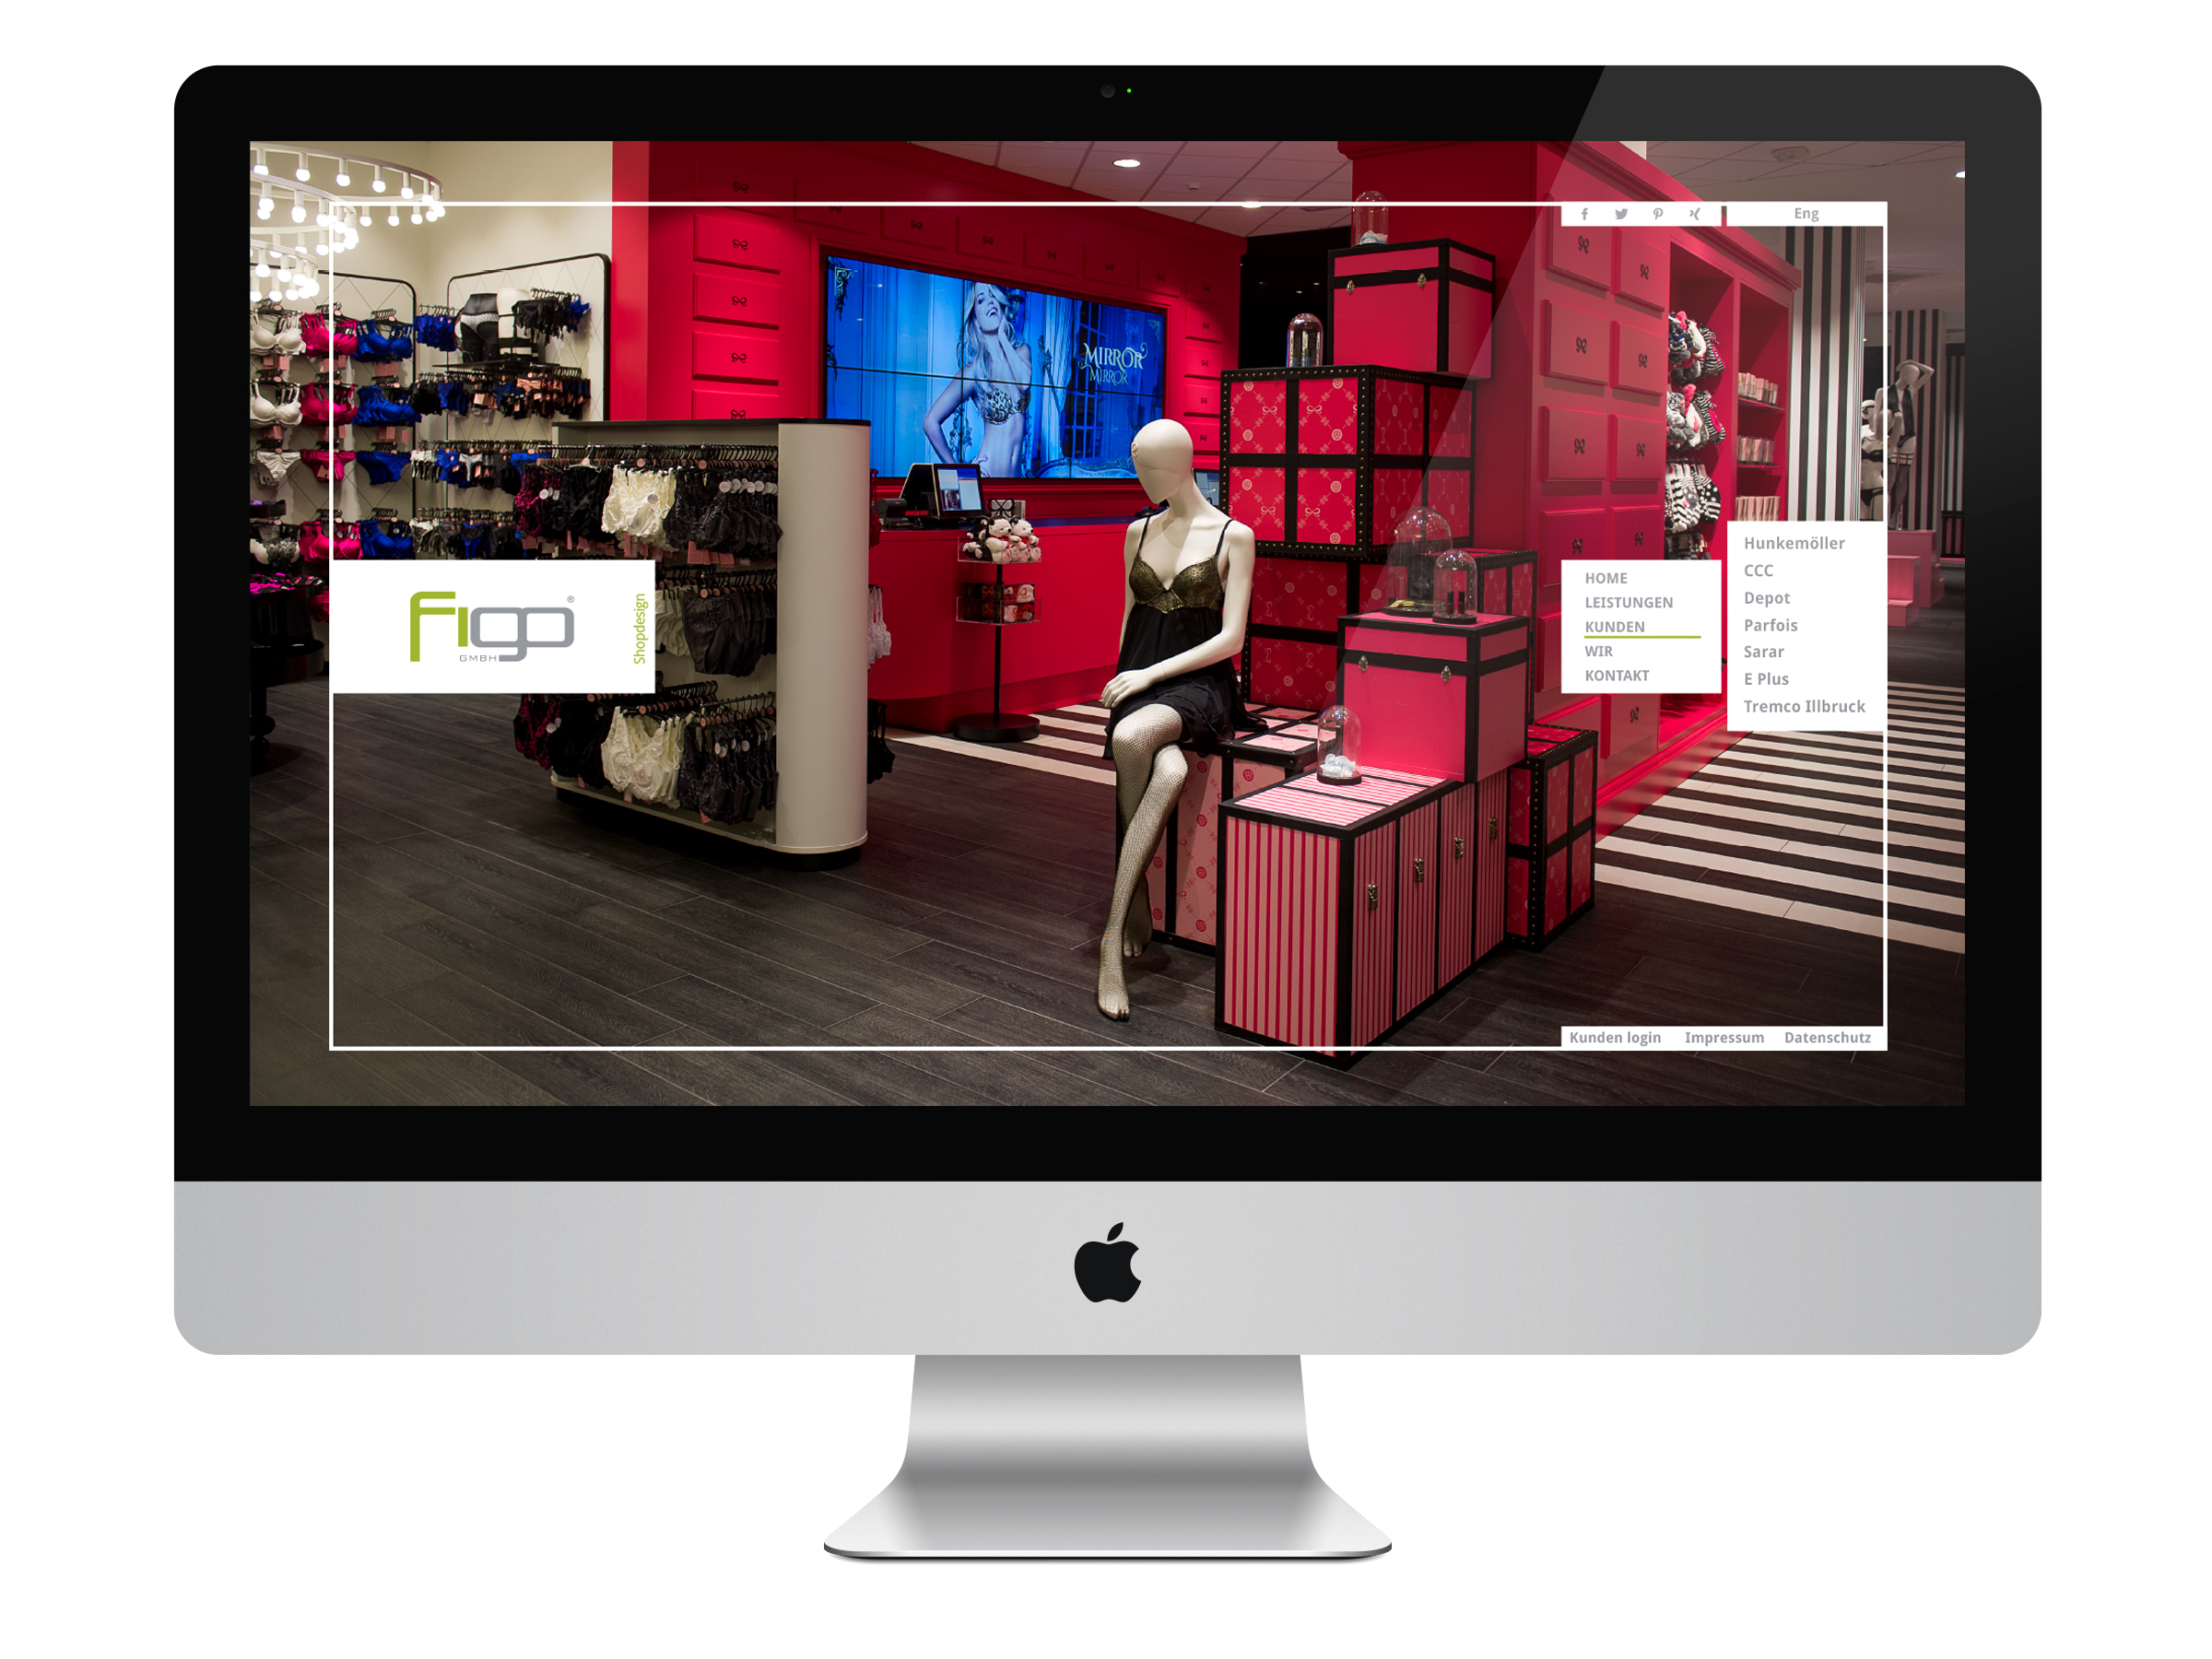 Eng
MIRROR
MIRROR
figo®
GMBH
Shopdesign
HOME
LEISTUNGEN
KUNDEN
WIR
KONTAKT
Hunkemöller
CCC
Depot
Parfois
Sarar
E Plus
Tremco Illbruck
Kunden login
Impressum
Datenschutz